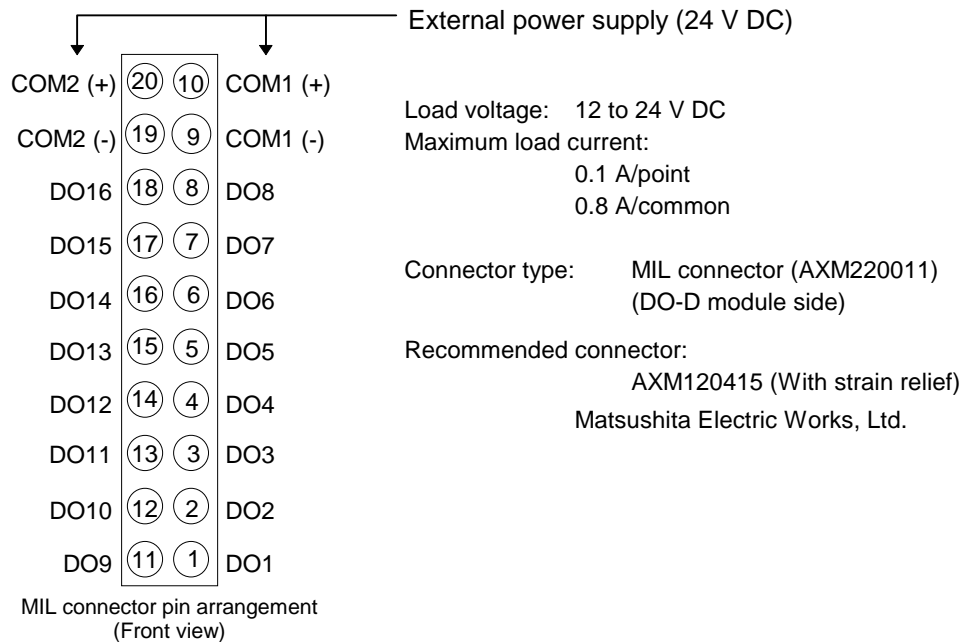 External power supply (24 V DC)
COM2 (+) 20 10 COM1 (+)
COM2 (-) 19 9 COM1 (-)
DO16 18 8 DO8
DO15 17 7 DO7
DO14 16 6 DO6
DO13 15 5 DO5
DO12 14 4 DO4
DO11 13 3 DO3
DO10 12 2 DO2
DO9 11 1 DO1
MIL connector pin arrangement
(Front view)
Load voltage: 12 to 24 V DC
Maximum load current:
0.1 A/point
0.8 A/common
Connector type: MIL connector (AXM220011)
(DO-D module side)
Recommended connector:
AXM120415 (With strain relief)
Matsushita Electric Works, Ltd.